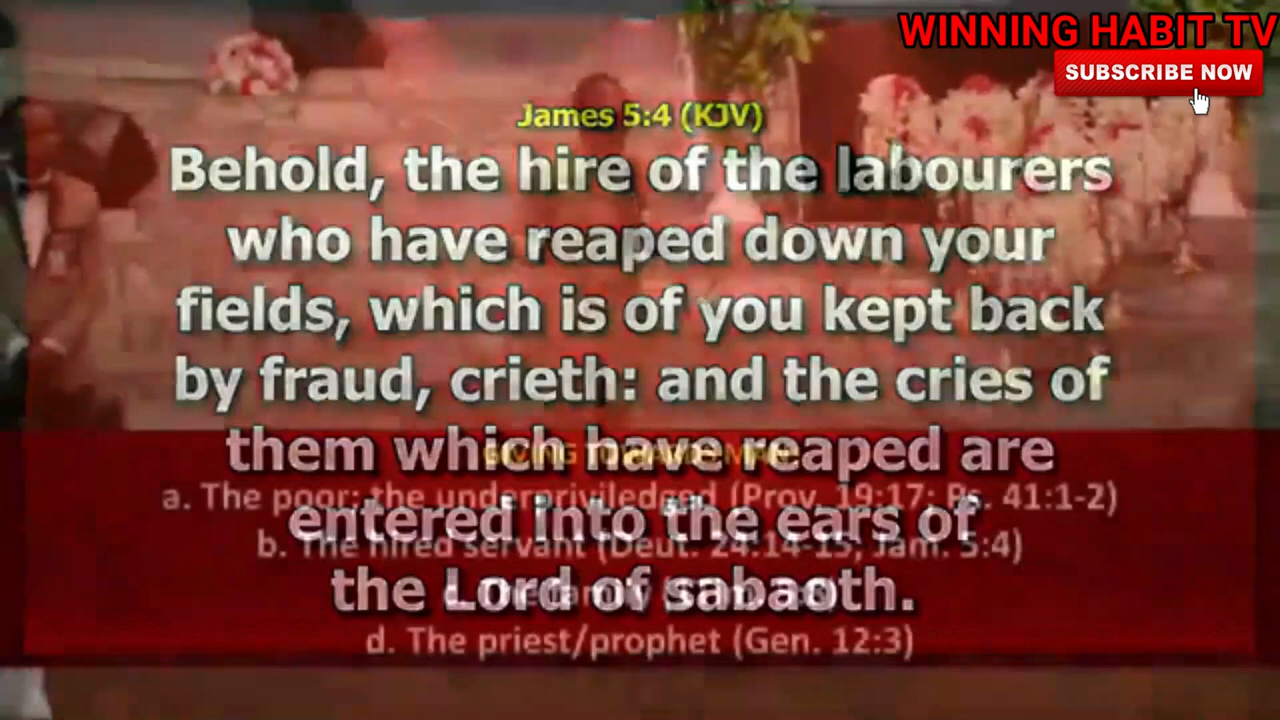 WINNING HABIT TV
SUBSCRIBE NOW
James 5:4 (KJV)
Behold, the hire of the labourers
who have reaped down your
fields, which is of you kept back
by fraud, crieth: and the cries of
them which have reaped are
entered into the ears of
the Lord of sabaoth.
GIVING TOWARDS MAN:
a. The poor; the underpriviledged (Prov. 19:17; Ps. 41:1-2)
b. The hired servant (Deut. 24:14-15; Jam. 5:4)
d. The priest/prophet (Gen. 12:3)